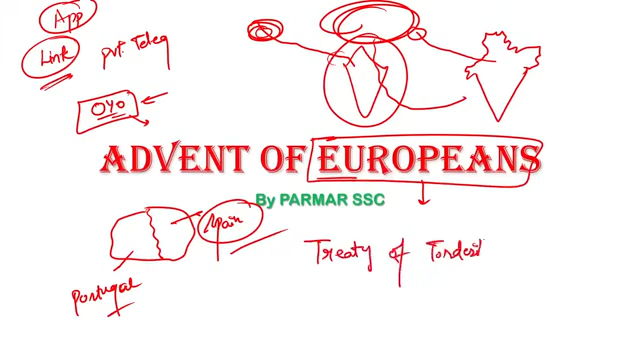 App
Link
pvt. Teleg
OYO
ADVENT OF EUROPEANS
By PARMAR SSC
Spain
Portugal
Treaty of Tordesi